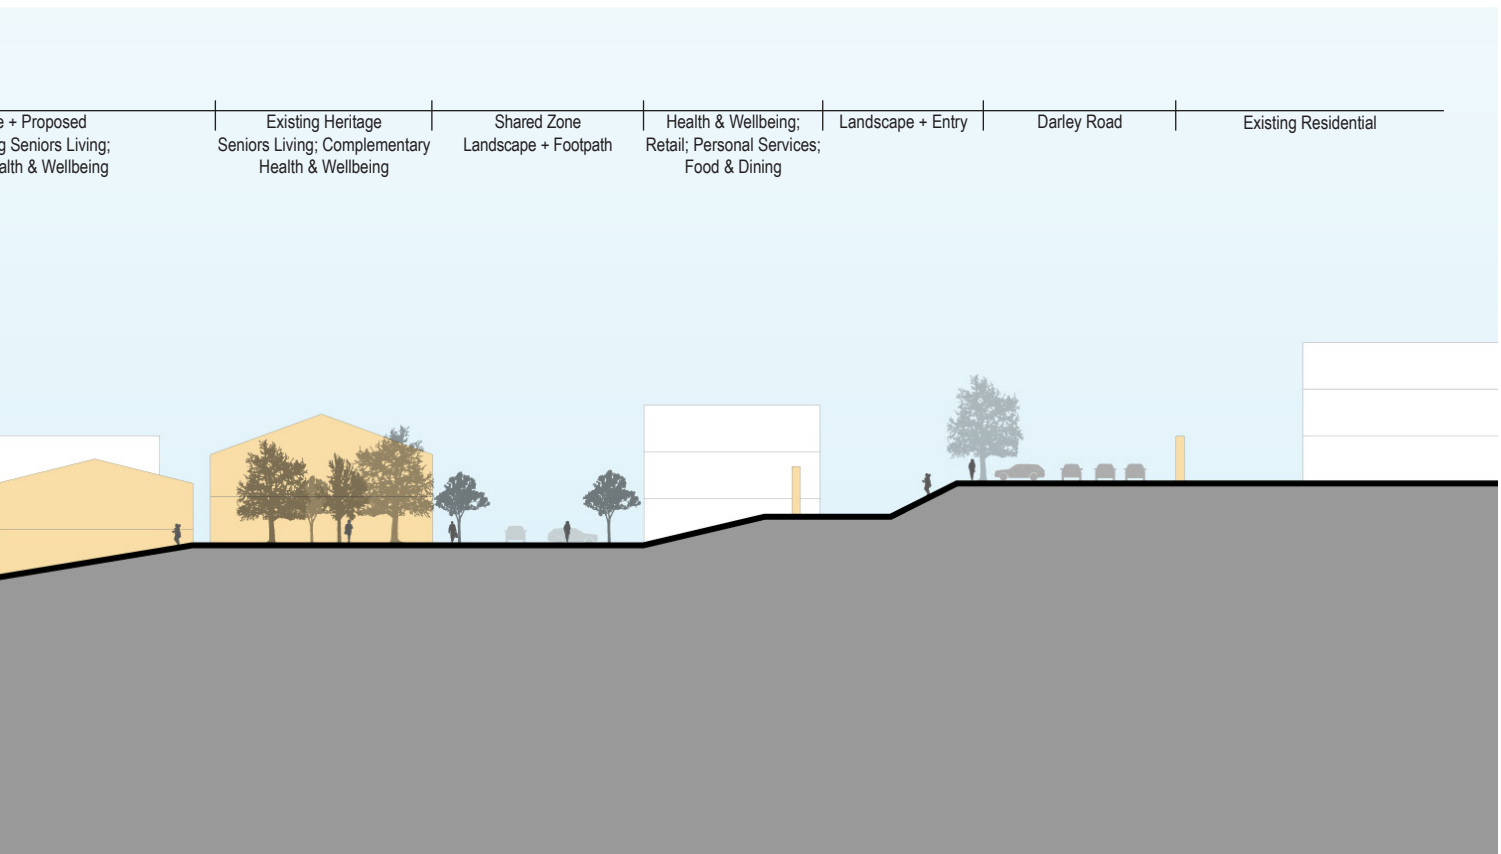 + Proposed
Seniors Living;
& Wellbeing
Existing Heritage
Seniors Living; Complementary
Health & Wellbeing
Shared Zone
Landscape + Footpath
Health & Wellbeing;
Retail; Personal Services;
Food & Dining
Landscape + Entry
Darley Road
Existing Residential